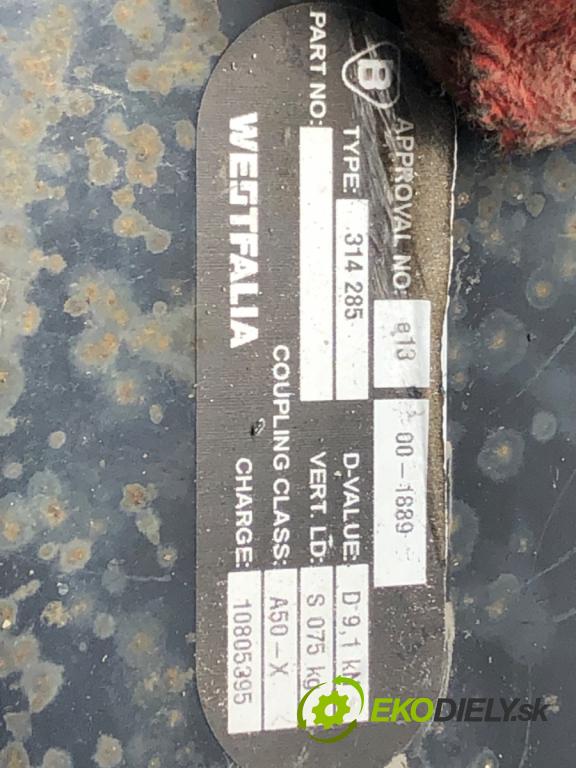 B APPROVAL NO: e13 00-1889
TYPE: 314 285 D-VALUE: D 9,1 kN
PART NO: VERT. LD: S 075 kg
COUPLING CLASS: A50-X
WESTFALIA CHARGE: 10805395
EKODIELY.sk